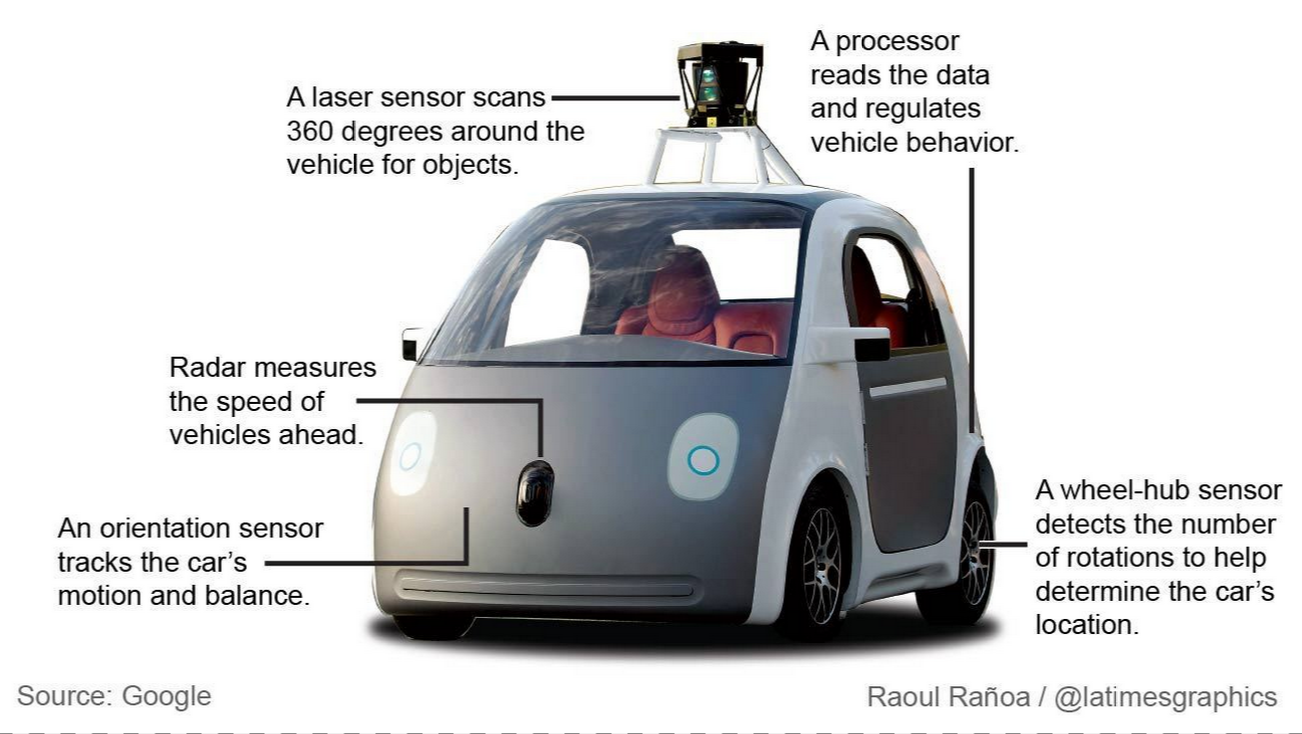 A laser sensor scans
360 degrees around the
vehicle for objects.
A processor
reads the data
and regulates
vehicle behavior.
Radar measures
the speed of
vehicles ahead.
An orientation sensor
tracks the car’s
motion and balance.
A wheel-hub sensor
detects the number
of rotations to help
determine the car’s
location.
Source: Google
Raoul Rañoa / @latimesgraphics